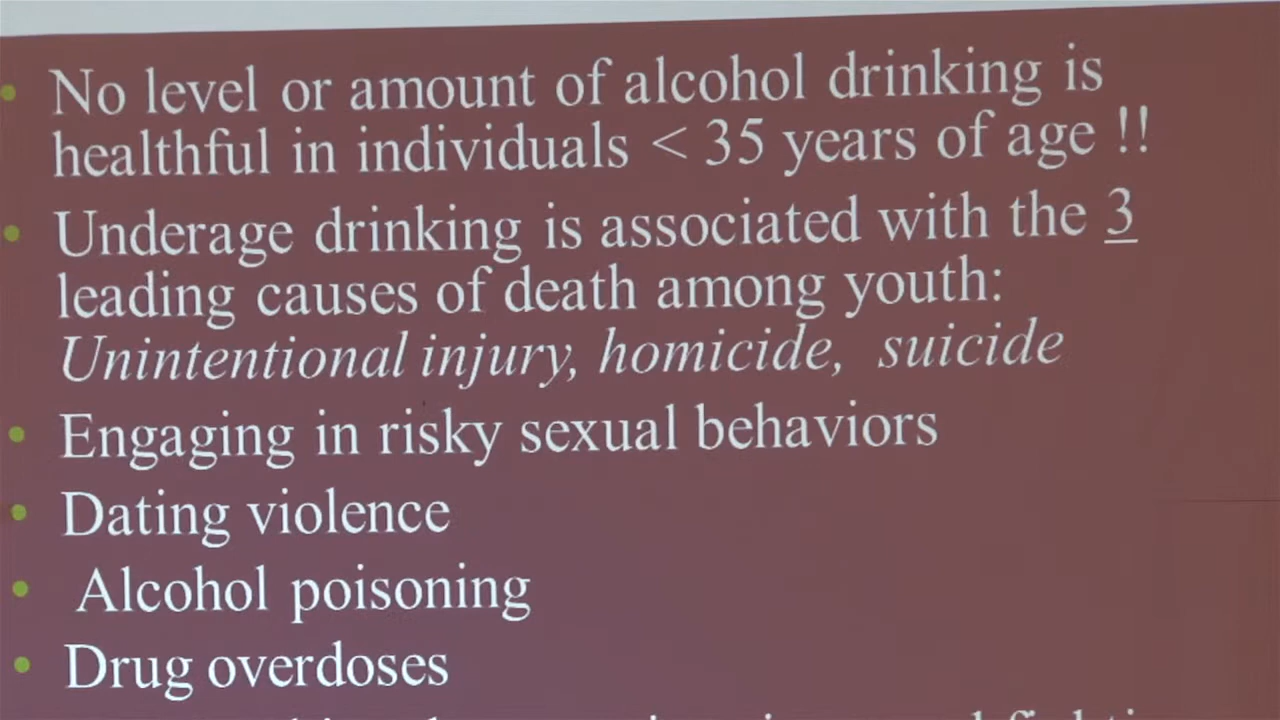 • No level or amount of alcohol drinking is
healthful in individuals < 35 years of age !!
• Underage drinking is associated with the 3
leading causes of death among youth:
Unintentional injury, homicide, suicide
• Engaging in risky sexual behaviors
• Dating violence
• Alcohol poisoning
• Drug overdoses